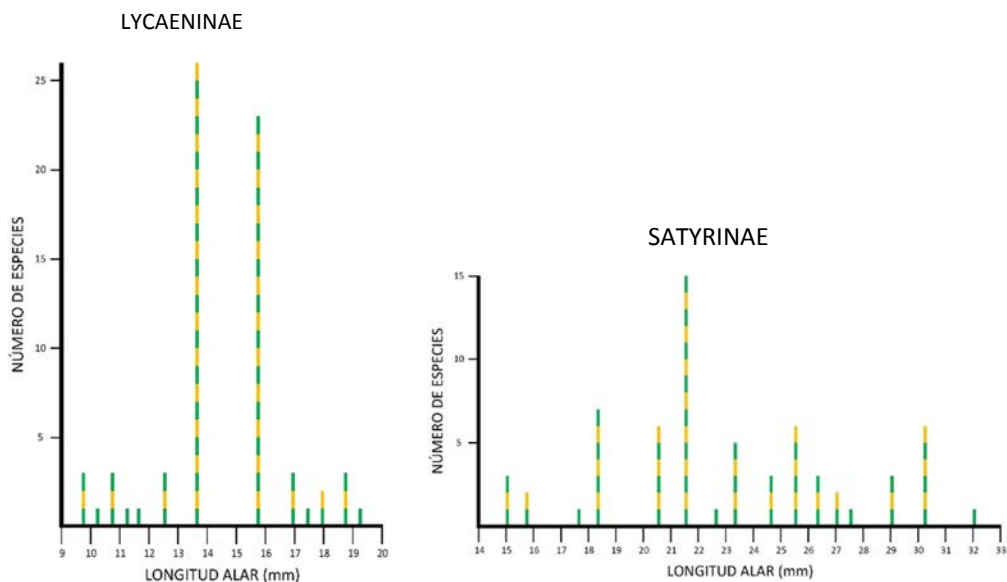 LYCAENINAE
NÚMERO DE ESPECIES
25
20
15
10
5
9 10 11 12 13 14 15 16 17 18 19 20
LONGITUD ALAR (mm)
SATYRINAE
NÚMERO DE ESPECIES
15
10
5
14 15 16 17 18 19 20 21 22 23 24 25 26 27 28 29 30 31 32 33
LONGITUD ALAR (mm)